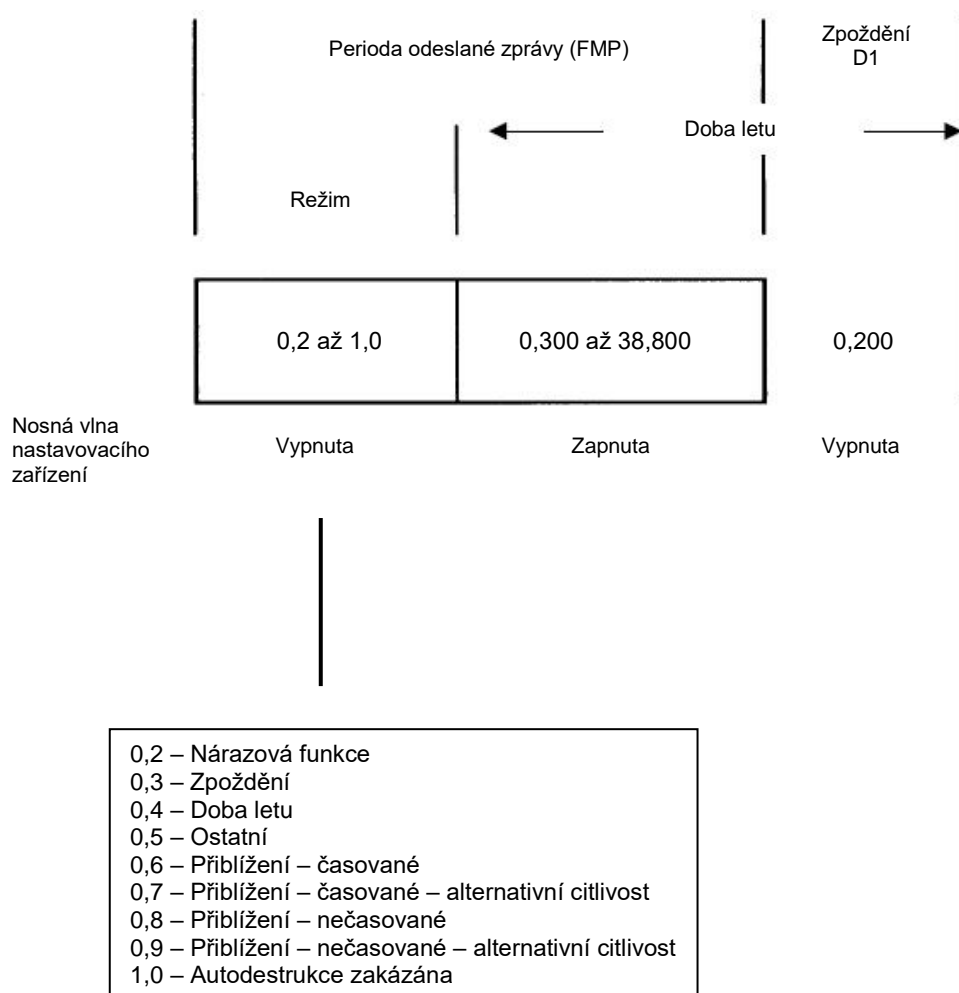 Perioda odeslané zprávy (FMP)
Zpoždění
D1
Doba letu
Režim
0,2 až 1,0
0,300 až 38,800
0,200
Nosná vlna
nastavovacího
zařízení
Vypnuta
Zapnuta
Vypnuta
0,2 – Nárazová funkce
0,3 – Zpoždění
0,4 – Doba letu
0,5 – Ostatní
0,6 – Přiblížení – časované
0,7 – Přiblížení – časované – alternativní citlivost
0,8 – Přiblížení – nečasované
0,9 – Přiblížení – nečasované – alternativní citlivost
1,0 – Autodestrukce zakázána